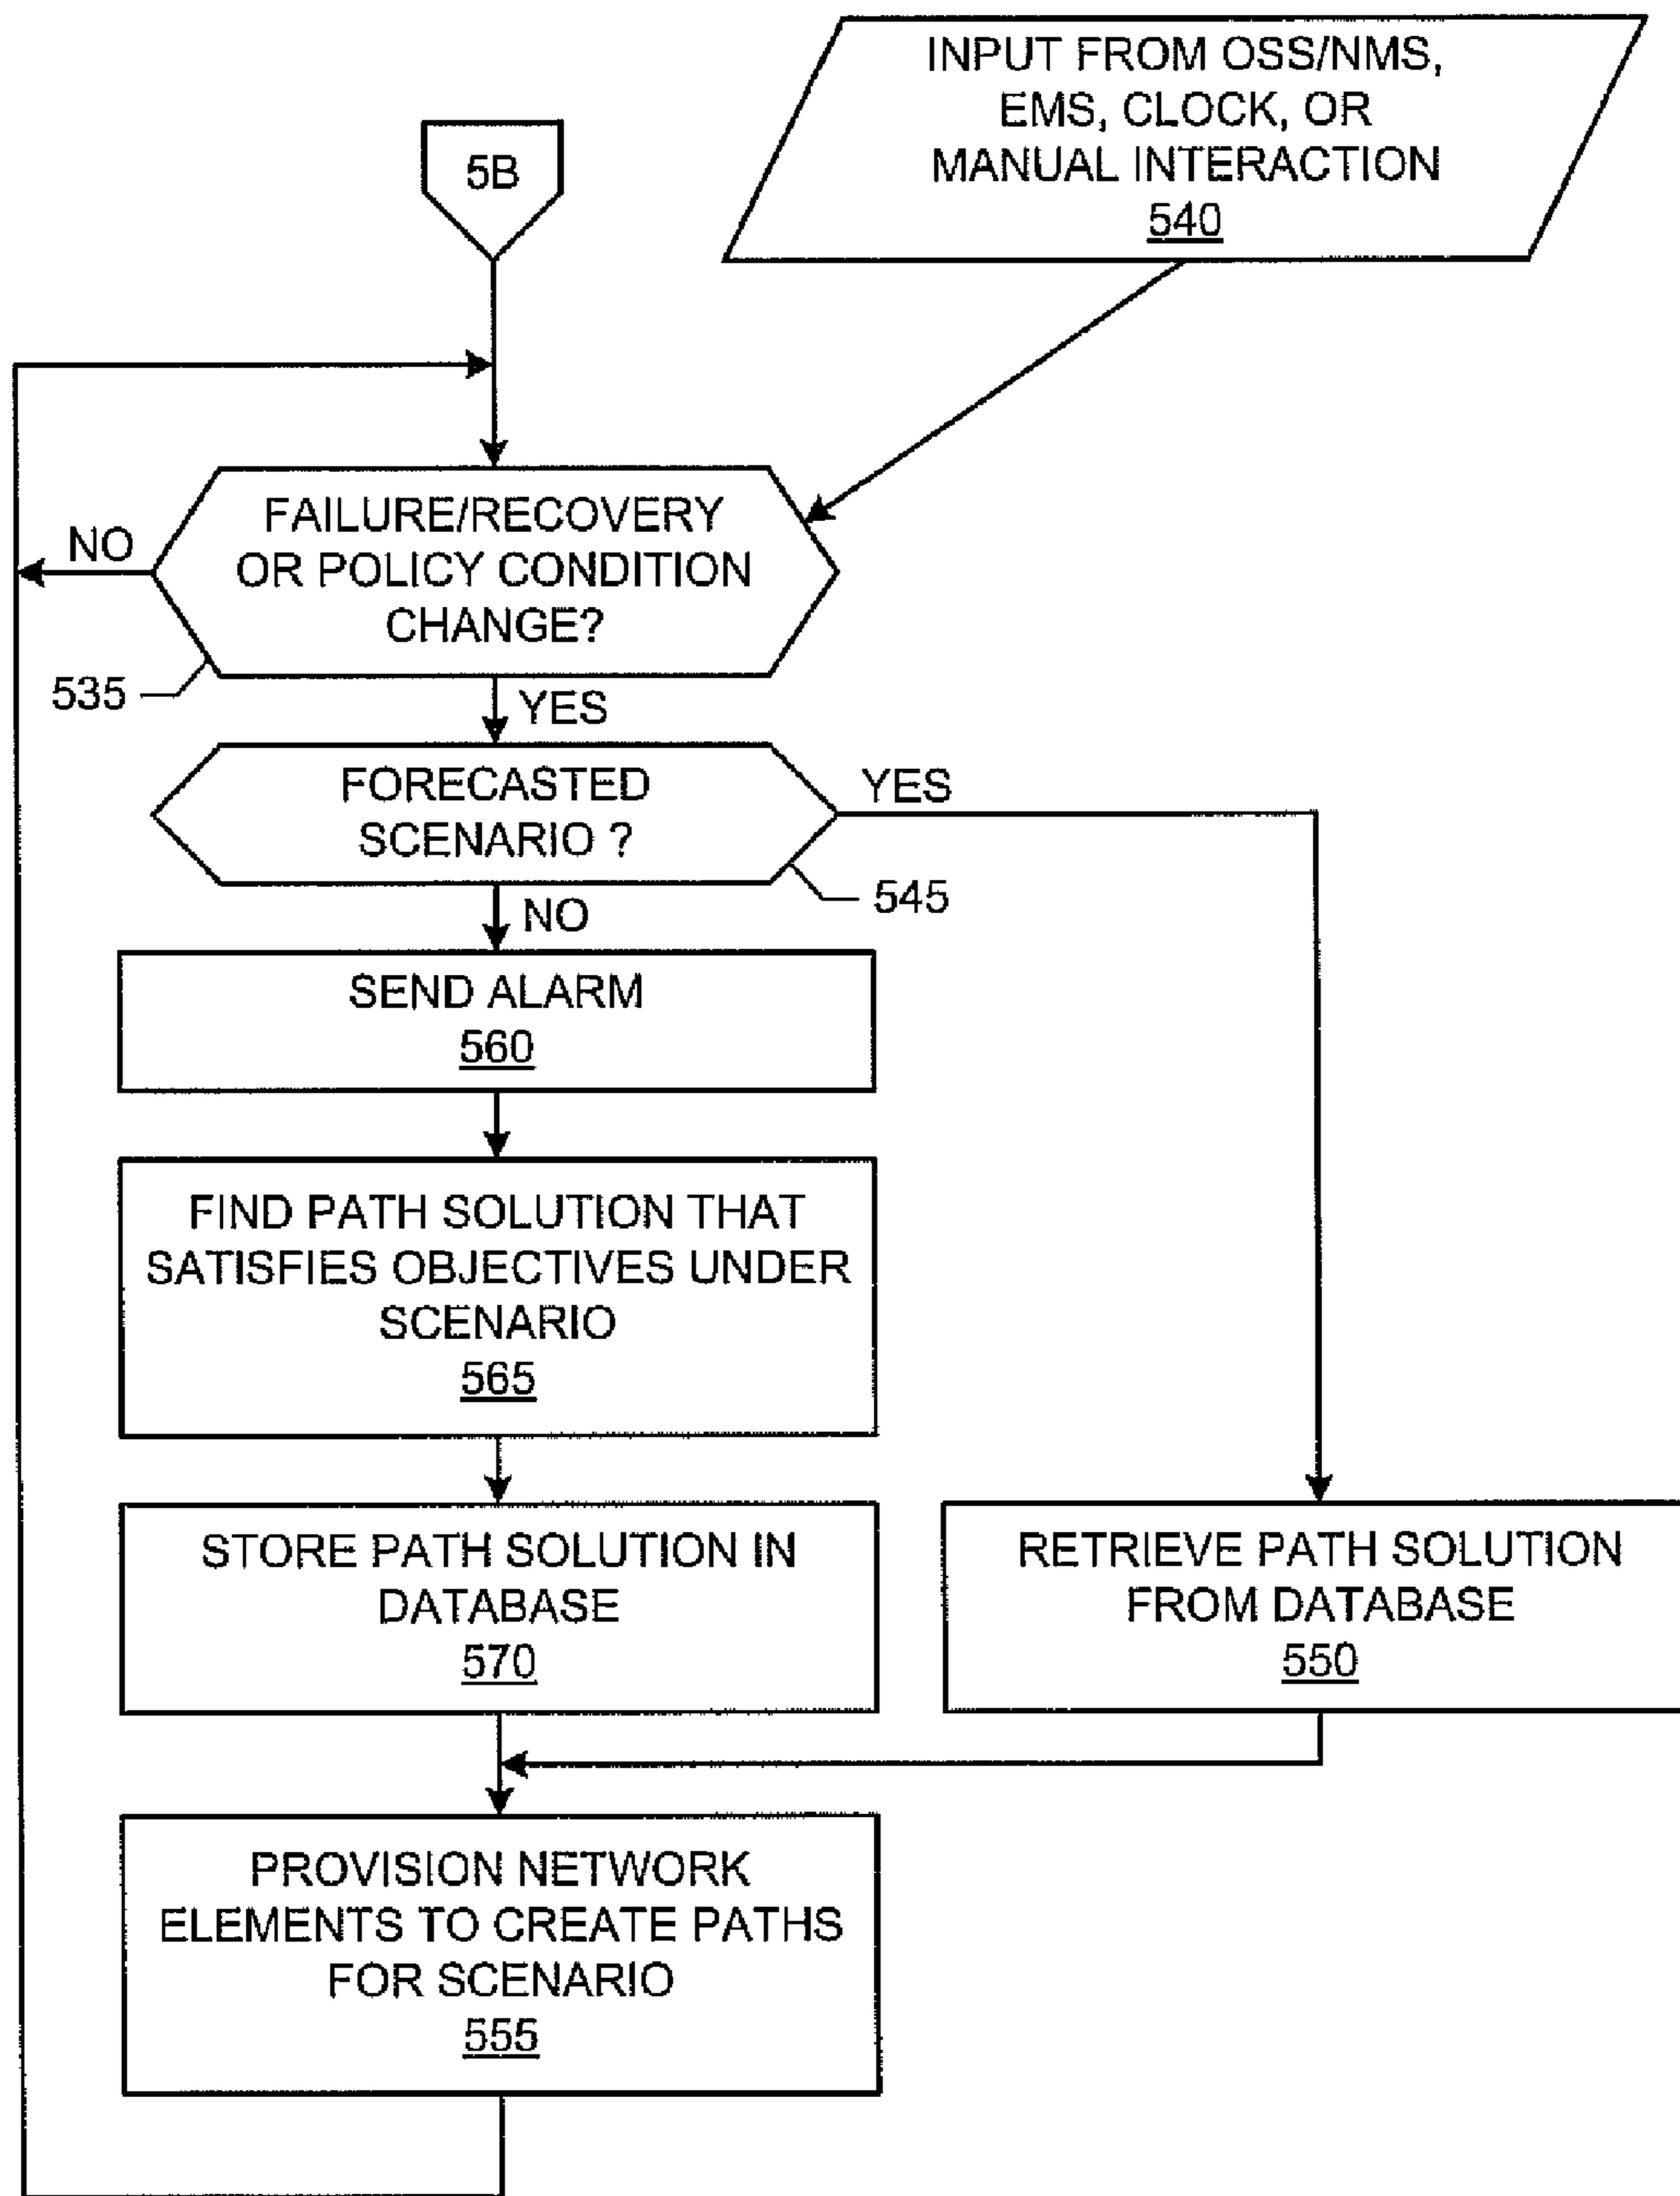 INPUT FROM OSS/NMS,
EMS, CLOCK, OR
MANUAL INTERACTION
540
5B
FAILURE/RECOVERY
OR POLICY CONDITION
CHANGE?
NO
535
YES
FORECASTED
SCENARIO ?
YES
545
NO
SEND ALARM
560
FIND PATH SOLUTION THAT
SATISFIES OBJECTIVES UNDER
SCENARIO
565
STORE PATH SOLUTION IN
DATABASE
570
RETRIEVE PATH SOLUTION
FROM DATABASE
550
PROVISION NETWORK
ELEMENTS TO CREATE PATHS
FOR SCENARIO
555